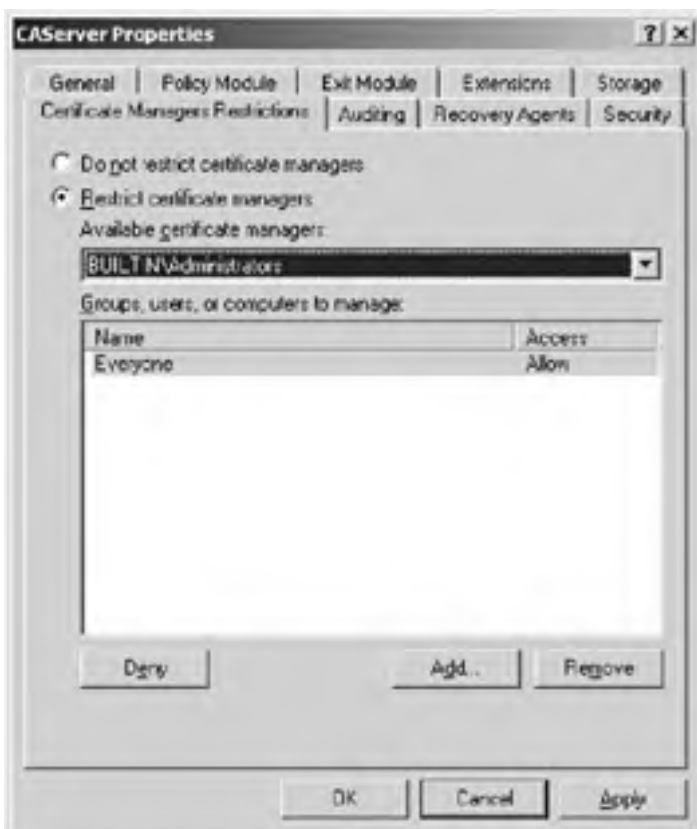 CAServer Properties ? ×
General Policy Module Exit Module Extensions Storage
Certificate Managers Restrictions Auditing Recovery Agents Security
Do not restrict certificate managers
Restrict certificate managers
Available certificate managers:
BUILTIN\Administrators
Groups, users, or computers to manage:
Name Access
Everyone Allow
Deny Add... Remove
OK Cancel Apply